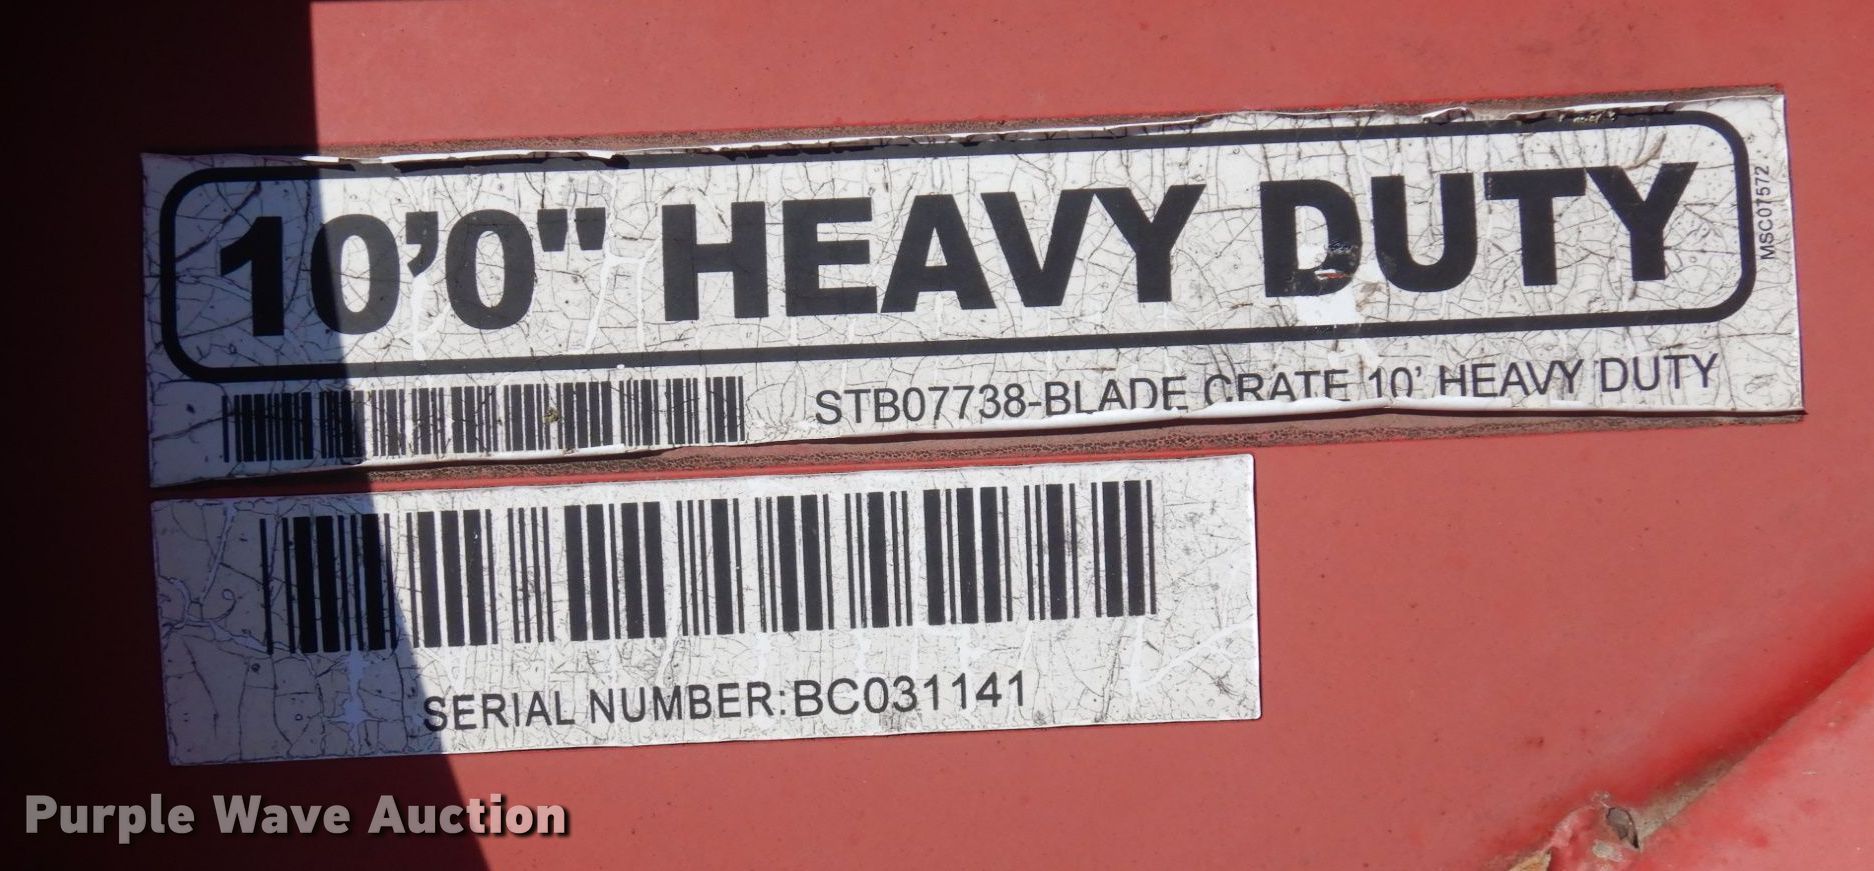 10'0" HEAVY DUTY
MSC07572
STB07738-BLADE CRATE 10' HEAVY DUTY
SERIAL NUMBER:BC031141
Purple Wave Auction